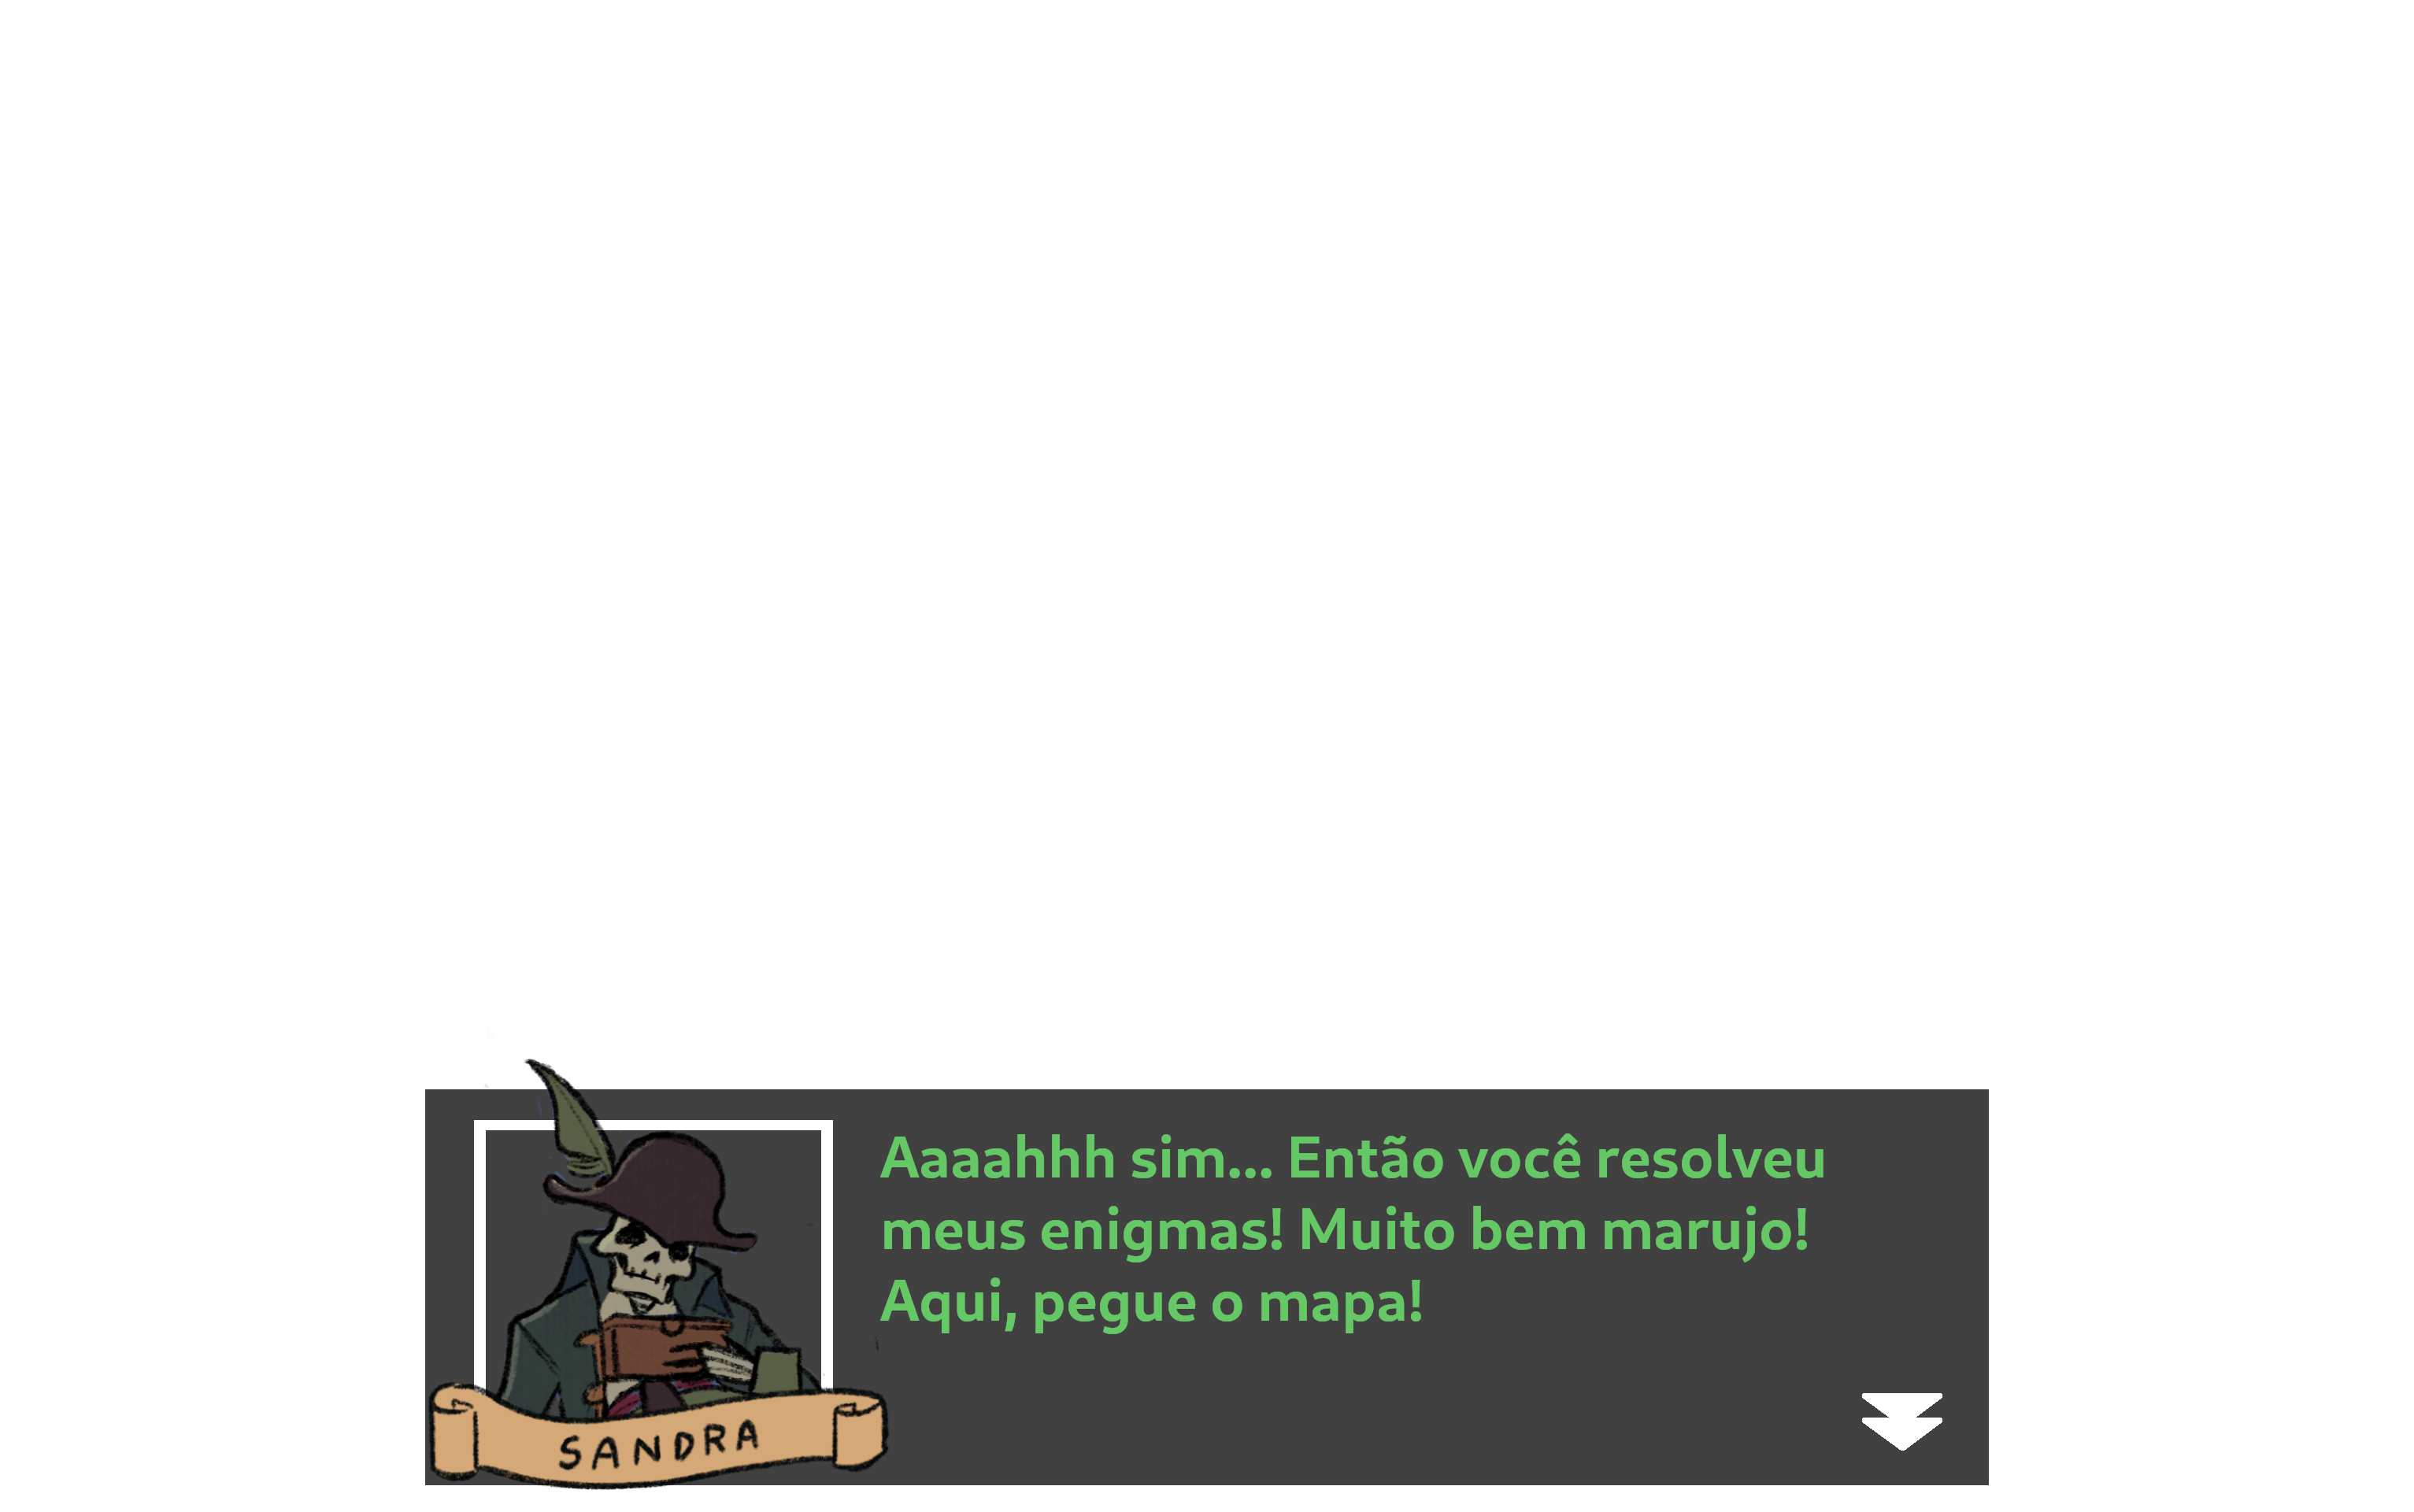 Aaaahhh sim... Então você resolveu
meus enigmas! Muito bem marujo!
Aqui, pegue o mapa!
SANDRA